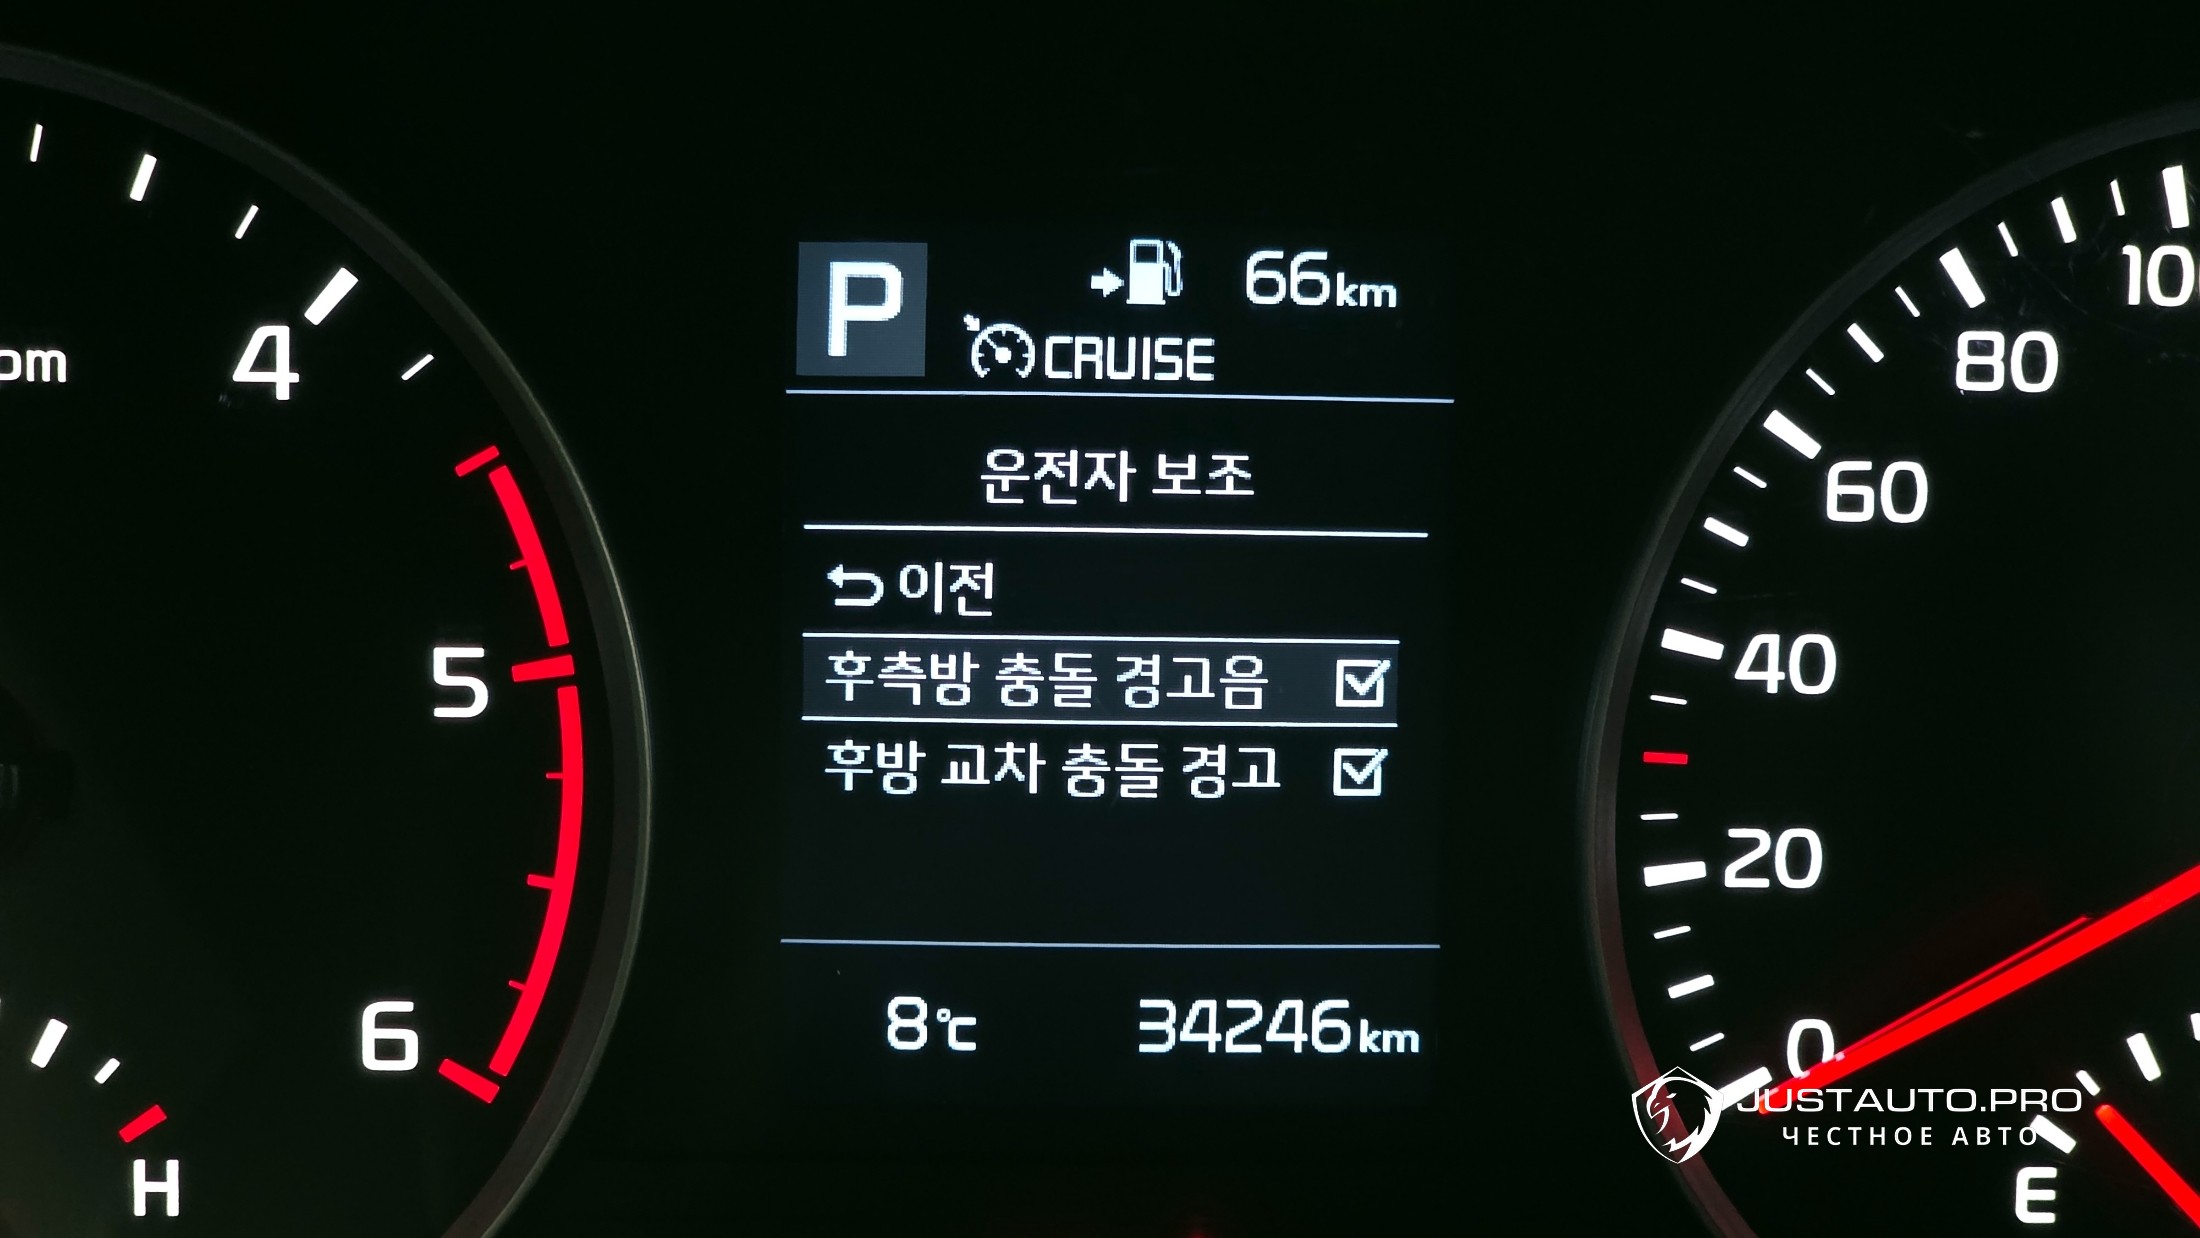 4
5
6
H
P
66km
CRUISE
운전자 보조
이전
후측방 충돌 경고음
후방 교차 충돌 경고
8℃
34246km
80
60
40
20
0
E
JUSTAUTO.PRO
ЧЕСТНОЕ АВТО